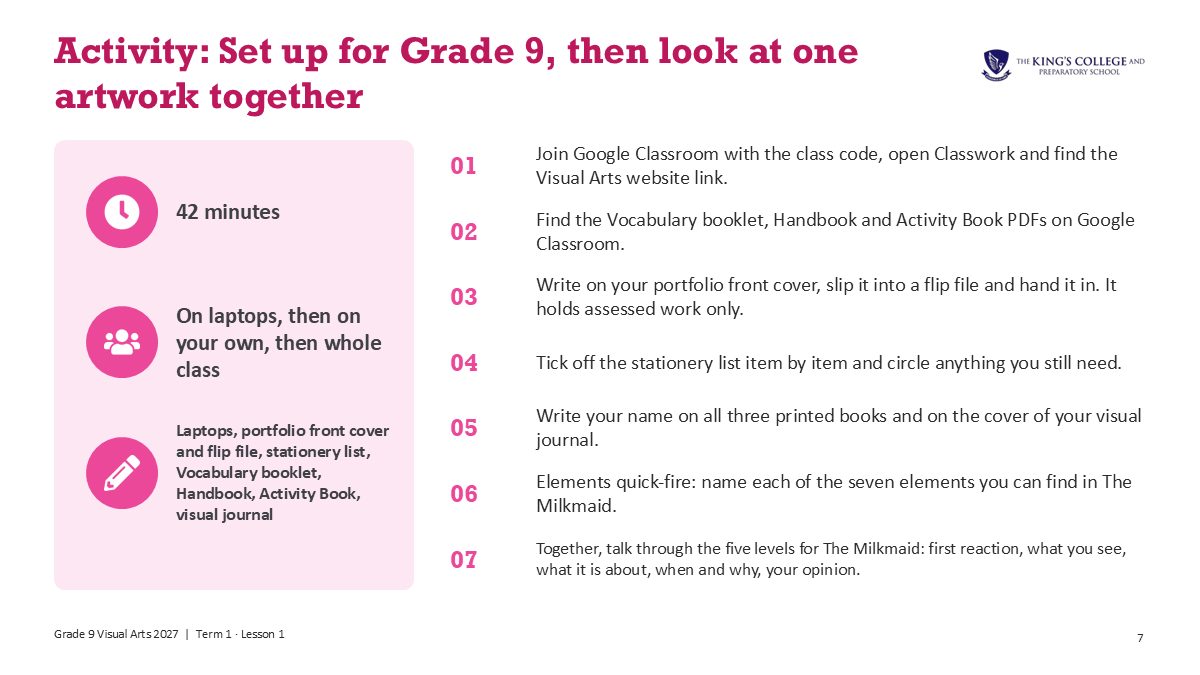 Activity: Set up for Grade 9, then look at one
artwork together
THE KING'S COLLEGE AND
PREPARATORY SCHOOL
42 minutes
On laptops, then on
your own, then whole
class
Laptops, portfolio front cover
and flip file, stationery list,
Vocabulary booklet,
Handbook, Activity Book,
visual journal
01
Join Google Classroom with the class code, open Classwork and find the
Visual Arts website link.
02
Find the Vocabulary booklet, Handbook and Activity Book PDFs on Google
Classroom.
03
Write on your portfolio front cover, slip it into a flip file and hand it in. It
holds assessed work only.
04
Tick off the stationery list item by item and circle anything you still need.
05
Write your name on all three printed books and on the cover of your visual
journal.
06
Elements quick-fire: name each of the seven elements you can find in The
Milkmaid.
07
Together, talk through the five levels for The Milkmaid: first reaction, what you see,
what it is about, when and why, your opinion.
Grade 9 Visual Arts 2027 | Term 1 · Lesson 1
7